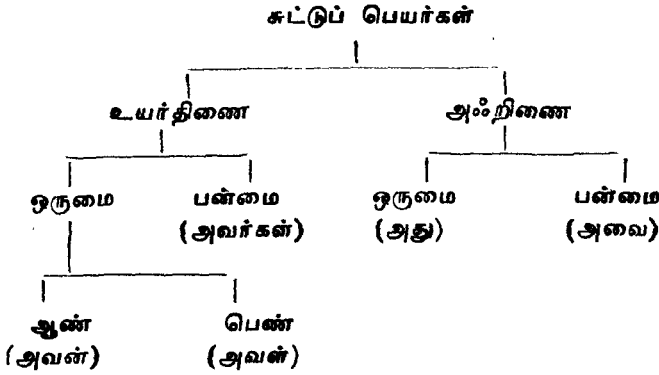 சுட்டுப் பெயர்கள்
உயர்திணை அஃறிணை
ஒருமை பன்மை ஒருமை பன்மை
(அவர்கள்) (அது) (அவை)
ஆண் பெண்
(அவன்) (அவள்)